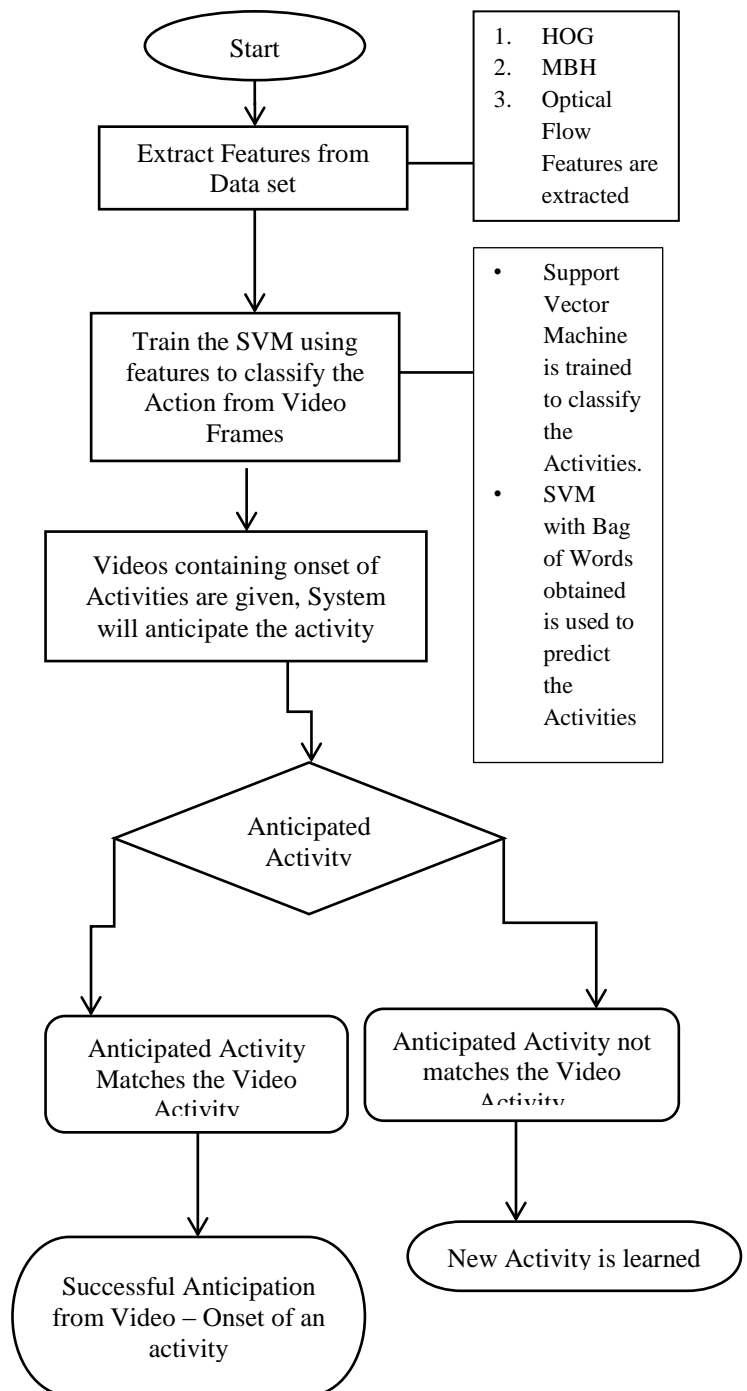 Start
1. HOG
2. MBH
3. Optical
Flow
Features are
extracted
Extract Features from
Data set
• Support
Vector
Machine
is trained
to classify
the
Activities.
• SVM
with Bag
of Words
obtained
is used to
predict
the
Activities
Train the SVM using
features to classify the
Action from Video
Frames
Videos containing onset of
Activities are given, System
will anticipate the activity
Anticipated
Activity
Anticipated Activity
Matches the Video
Activity
Anticipated Activity not
matches the Video
Activity
Successful Anticipation
from Video – Onset of an
activity
New Activity is learned